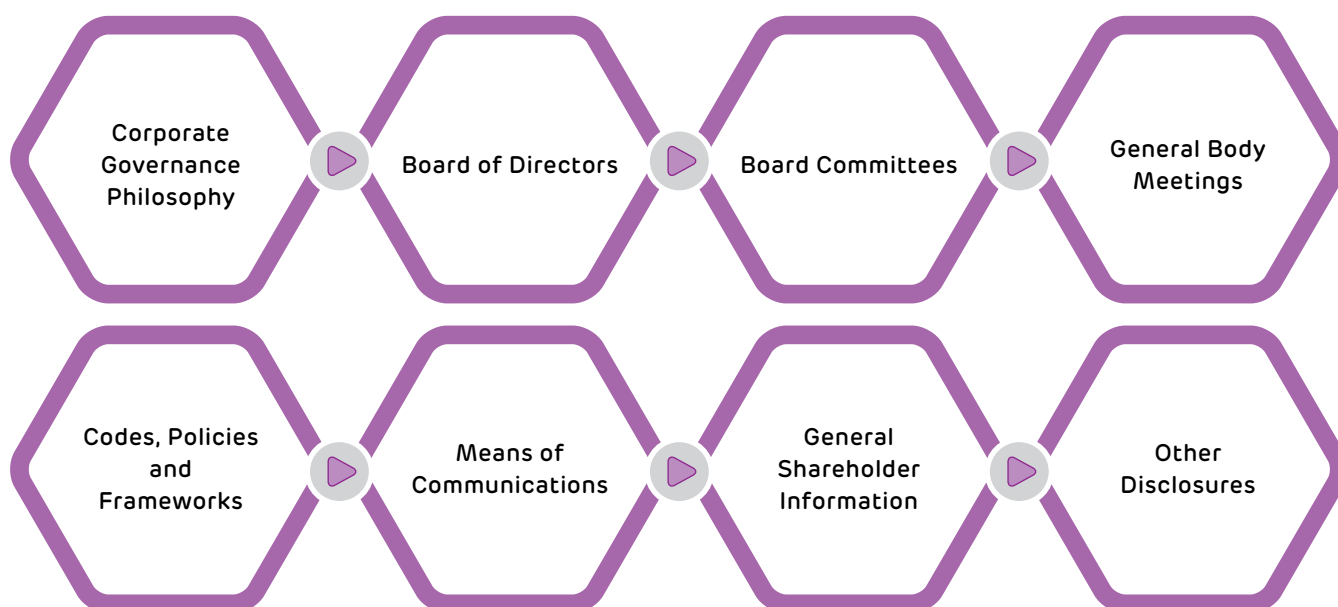 Corporate
Governance
Philosophy
Board of Directors
Board Committees
General Body
Meetings
Codes, Policies
and
Frameworks
Means of
Communications
General
Shareholder
Information
Other
Disclosures